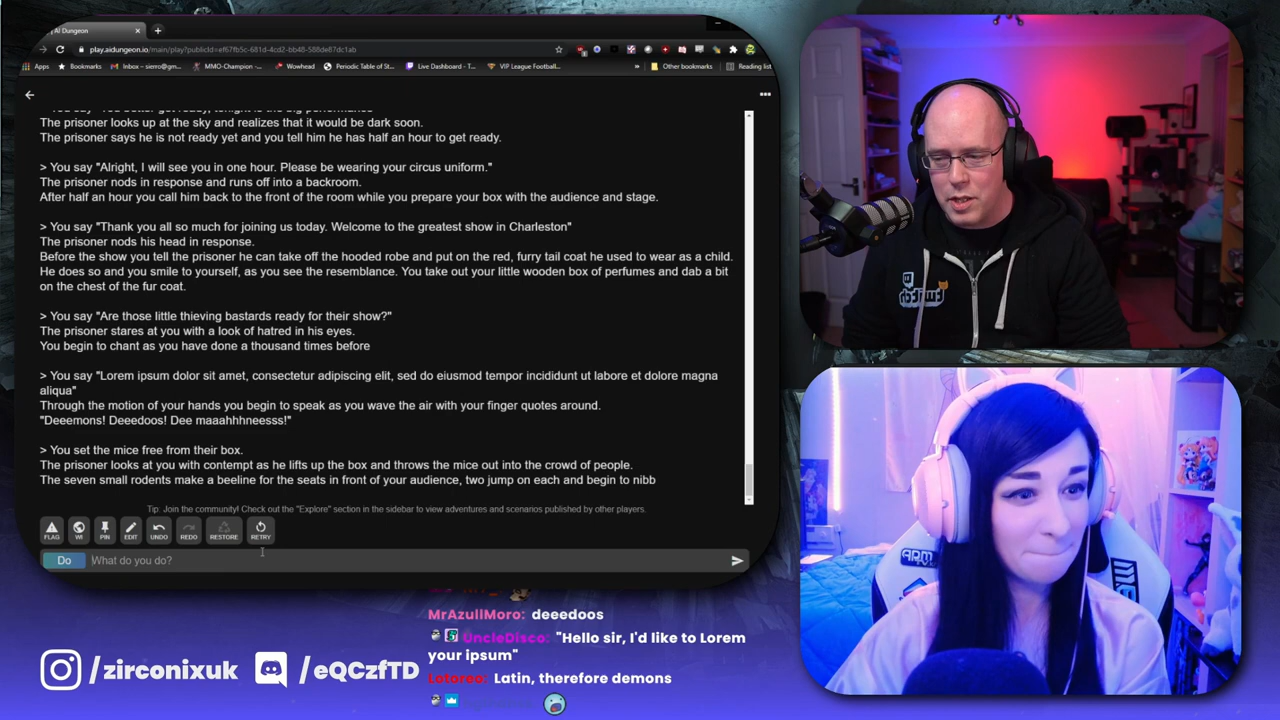 AI Dungeon
play.aidungeon.io/main/play?publicId=ef67fb5c-681d-4cd2-bb48-588de87dc1ab
Apps Bookmarks Inbox – sierro@gm... MMO-Champion -... Wowhead Periodic Table of St... Live Dashboard - T... VIP League Football... » Other bookmarks Reading list
The prisoner looks up at the sky and realizes that it would be dark soon.
The prisoner says he is not ready yet and you tell him he has half an hour to get ready.
> You say "Alright, I will see you in one hour. Please be wearing your circus uniform."
The prisoner nods in response and runs off into a backroom.
After half an hour you call him back to the front of the room while you prepare your box with the audience and stage.
> You say "Thank you all so much for joining us today. Welcome to the greatest show in Charleston"
The prisoner nods his head in response.
Before the show you tell the prisoner he can take off the hooded robe and put on the red, furry tail coat he used to wear as a child.
He does so and you smile to yourself, as you see the resemblance. You take out your little wooden box of perfumes and dab a bit
on the chest of the fur coat.
> You say "Are those little thieving bastards ready for their show?"
The prisoner stares at you with a look of hatred in his eyes.
You begin to chant as you have done a thousand times before
> You say "Lorem ipsum dolor sit amet, consectetur adipiscing elit, sed do eiusmod tempor incididunt ut labore et dolore magna
aliqua"
Through the motion of your hands you begin to speak as you wave the air with your finger quotes around.
"Deeemons! Deeedoos! Dee maaahhhneesss!"
> You set the mice free from their box.
The prisoner looks at you with contempt as he lifts up the box and throws the mice out into the crowd of people.
The seven small rodents make a beeline for the seats in front of your audience, two jump on each and begin to nibb
Tip: Join the community! Check out the "Explore" section in the sidebar to view adventures and scenarios published by other players.
FLAG WI PIN EDIT UNDO REDO RESTORE RETRY
Do What do you do?
MrAzullMoro: deeedoos
UncleDisco: "Hello sir, I'd like to Lorem
your ipsum"
Lotoreo: Latin, therefore demons
/zirconixuk /eQCzfTD
twitch